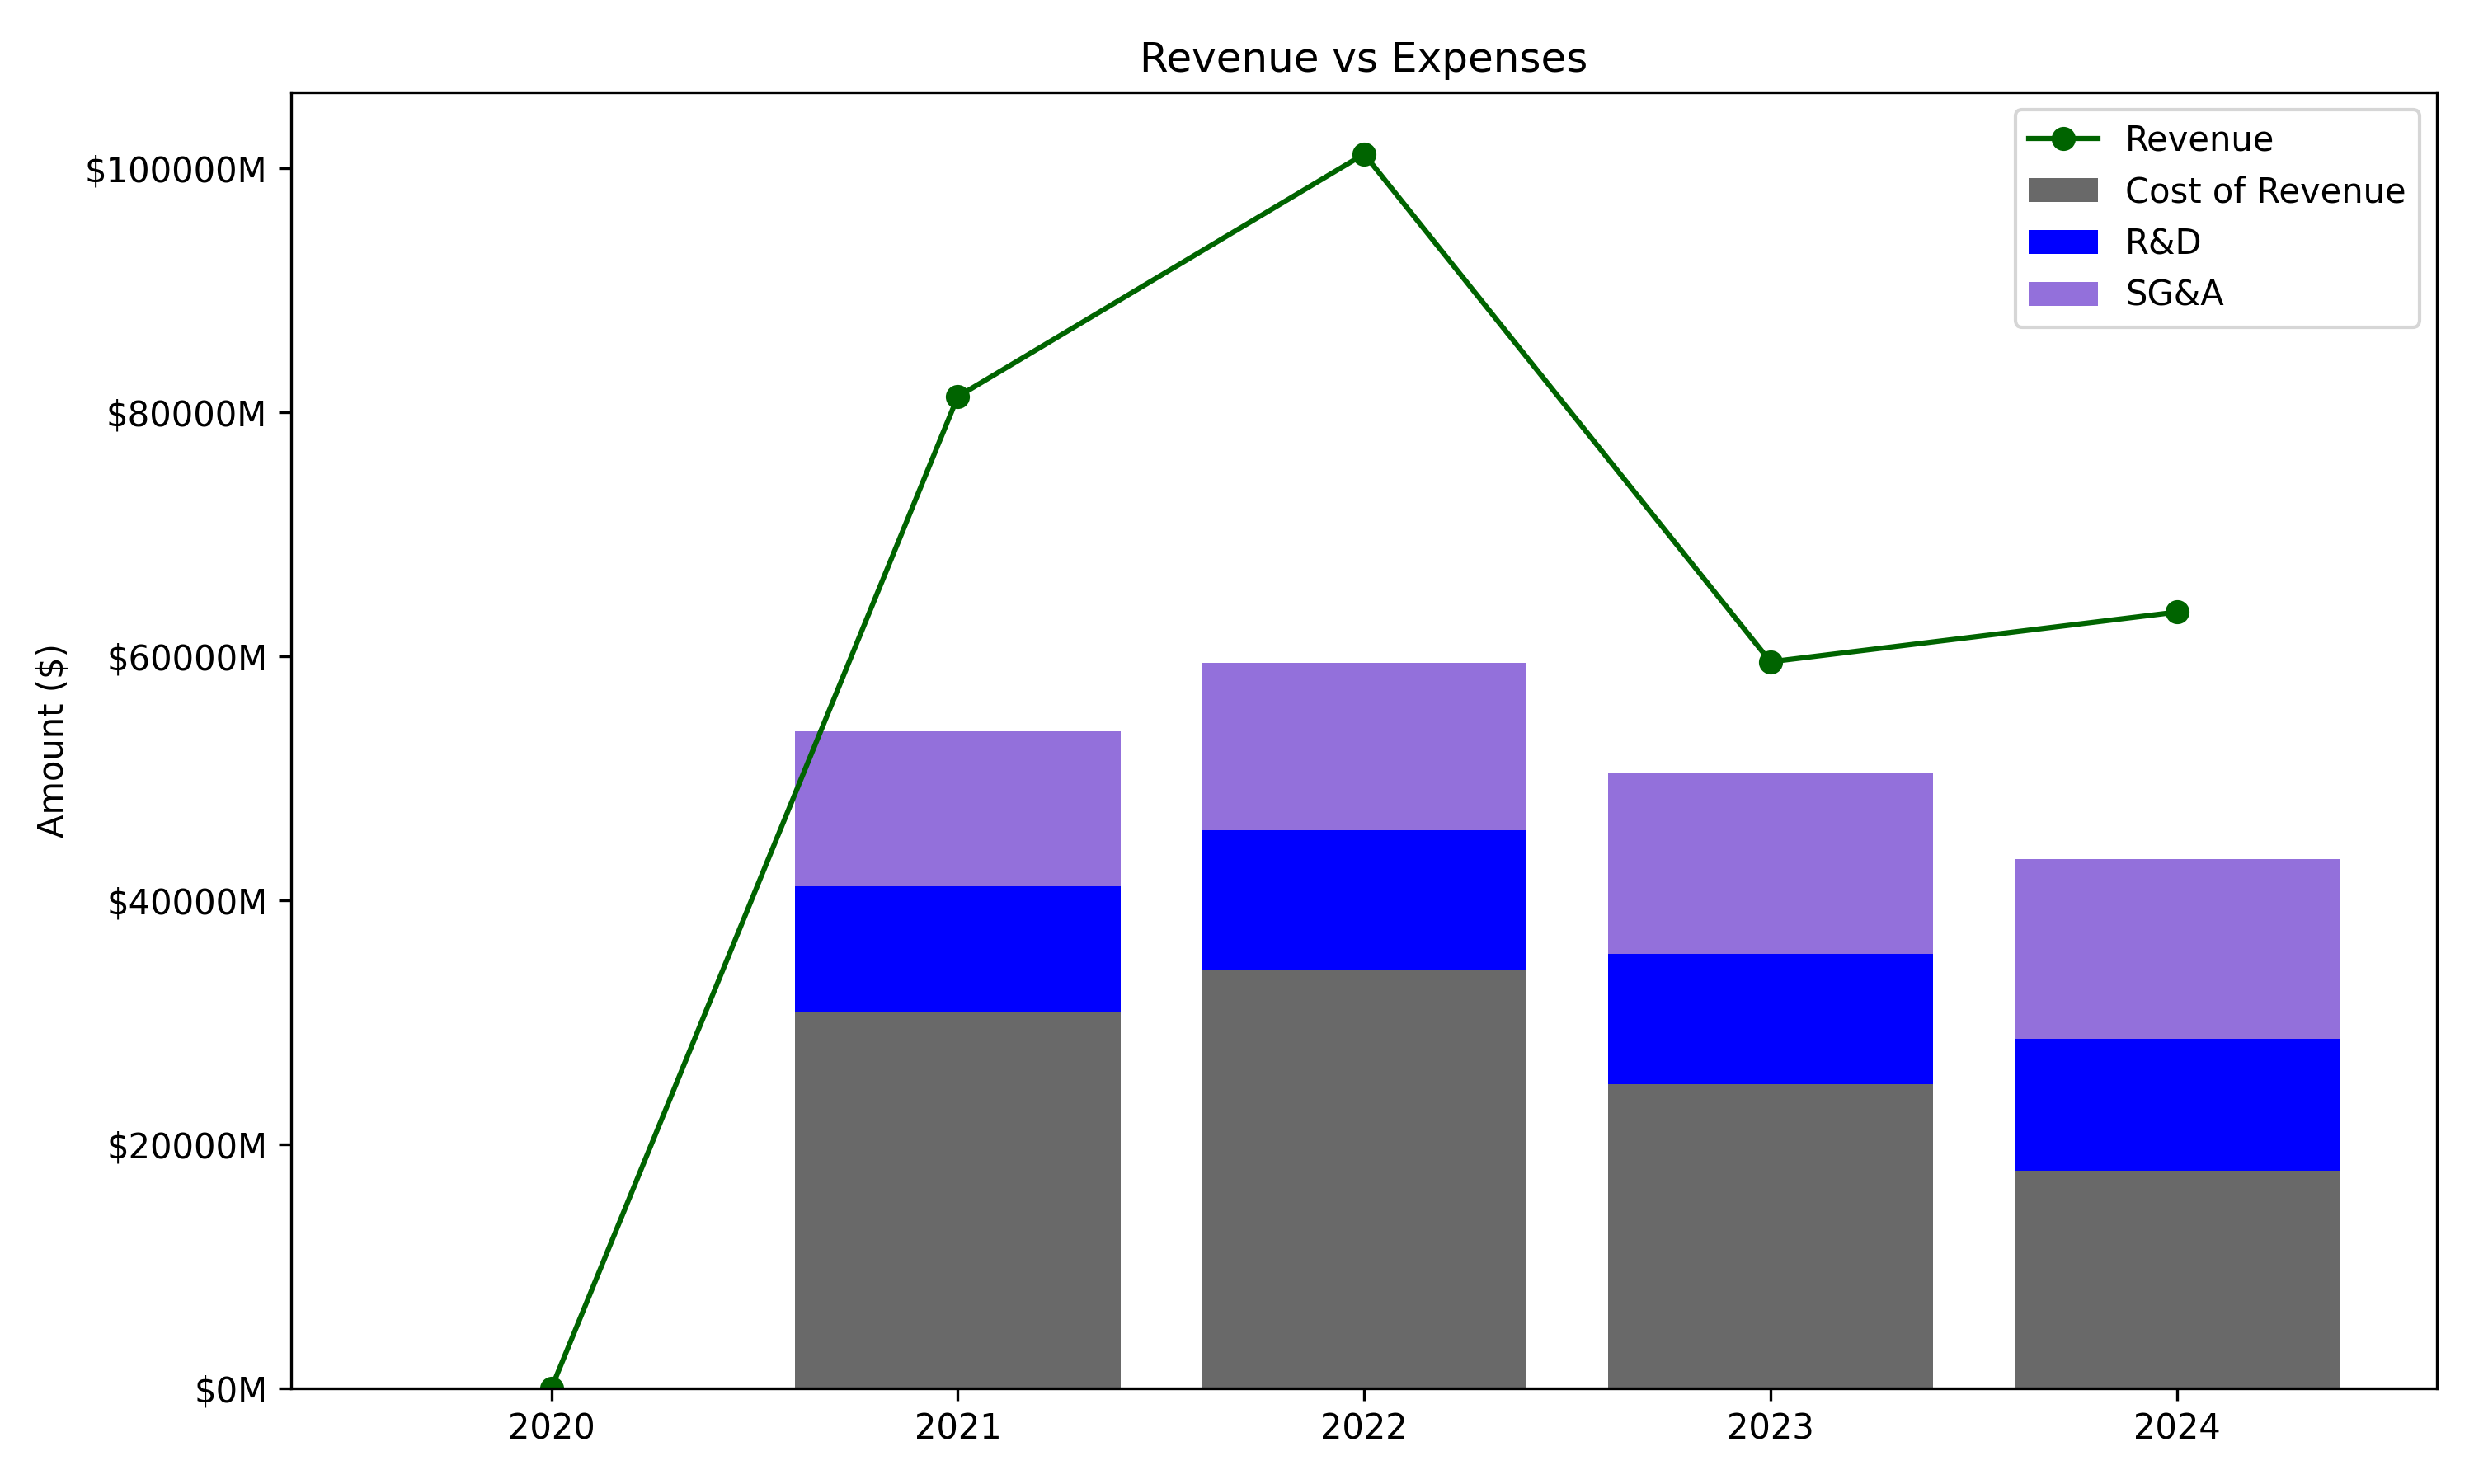 Revenue vs Expenses
Revenue
Cost of Revenue
R&D
SG&A
Amount ($)
$100000M
$80000M
$60000M
$40000M
$20000M
$0M
2020 2021 2022 2023 2024